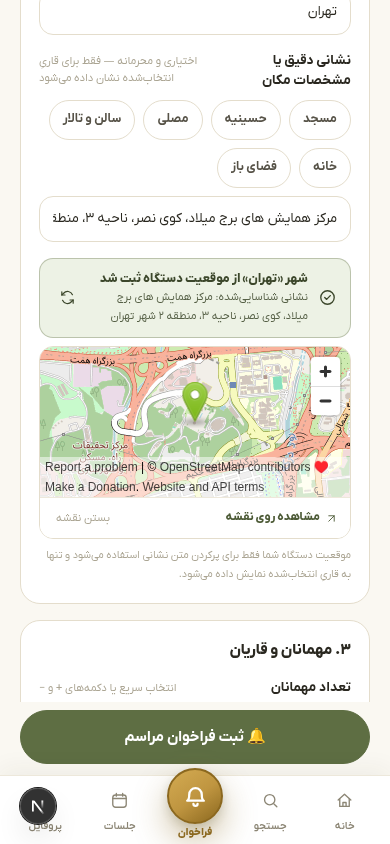 تهران
نشانی دقیق یا مشخصات مکان
اختیاری و محرمانه — فقط برای قاریِ انتخاب‌شده نشان داده می‌شود
مسجد
حسینیه
مصلی
سالن و تالار
خانه
فضای باز
مرکز همایش های برج میلاد، کوی نصر، ناحیه ۳، منطقه
شهر «تهران» از موقعیت دستگاه ثبت شد
نشانی شناسایی‌شده: مرکز همایش های برج
میلاد، کوی نصر، ناحیه ۳، منطقه ۲ شهر تهران
بزرگراه همت
بزرگراه همت
مرکز تحقیقات
راه، مسکن
+
−
Report a problem | © OpenStreetMap contributors ❤️
Make a Donation. Website and API terms
مشاهده روی نقشه
بستن نقشه
موقعیت دستگاه شما فقط برای پرکردن متن نشانی استفاده می‌شود و تنها
به قاریِ انتخاب‌شده نمایش داده می‌شود.
۳. مهمانان و قاریان
تعداد مهمانان
انتخاب سریع یا دکمه‌های + و −
🔔 ثبت فراخوان مراسم
خانه
جستجو
فراخوان
جلسات
پروفایل
N